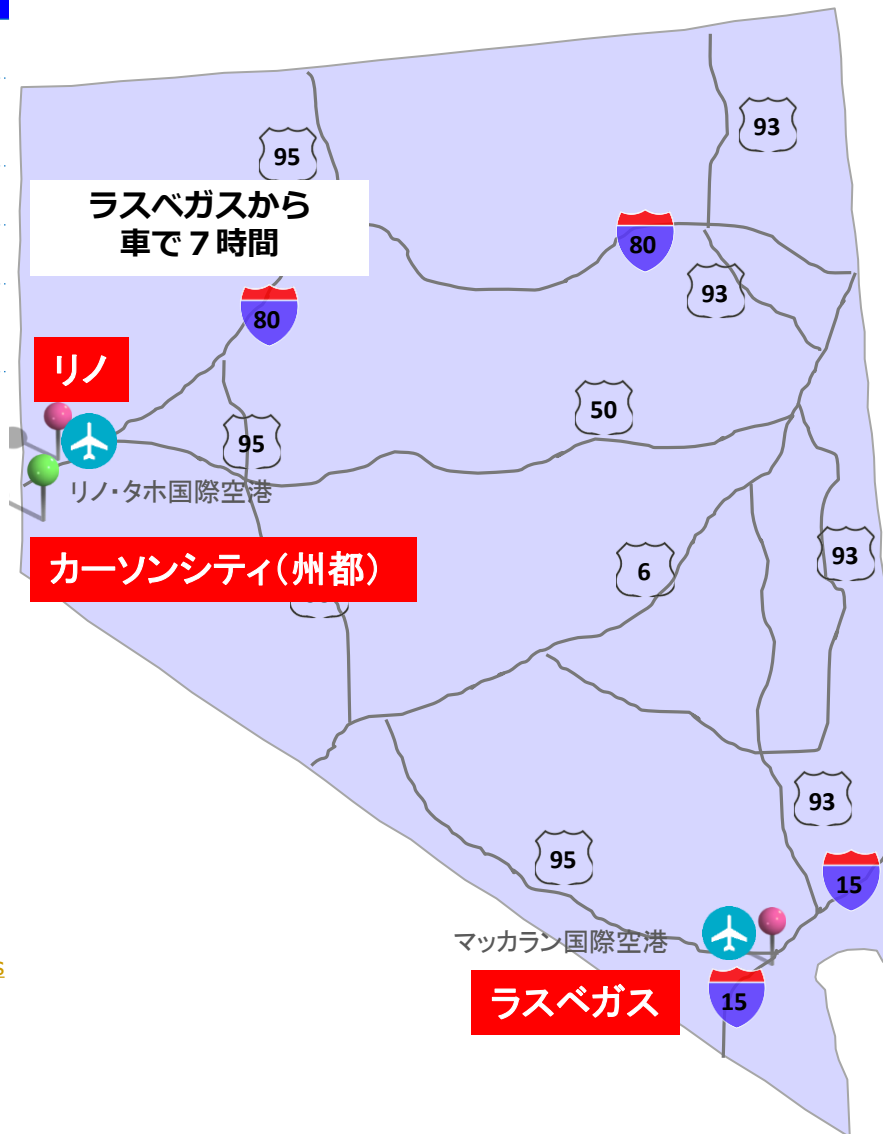 93
95
ラスベガスから
車で７時間
80
93
80
リノ
50
95
リノ・タホ国際空港
カーソンシティ（州都）
93
6
93
95
15
マッカラン国際空港
ラスベガス
15